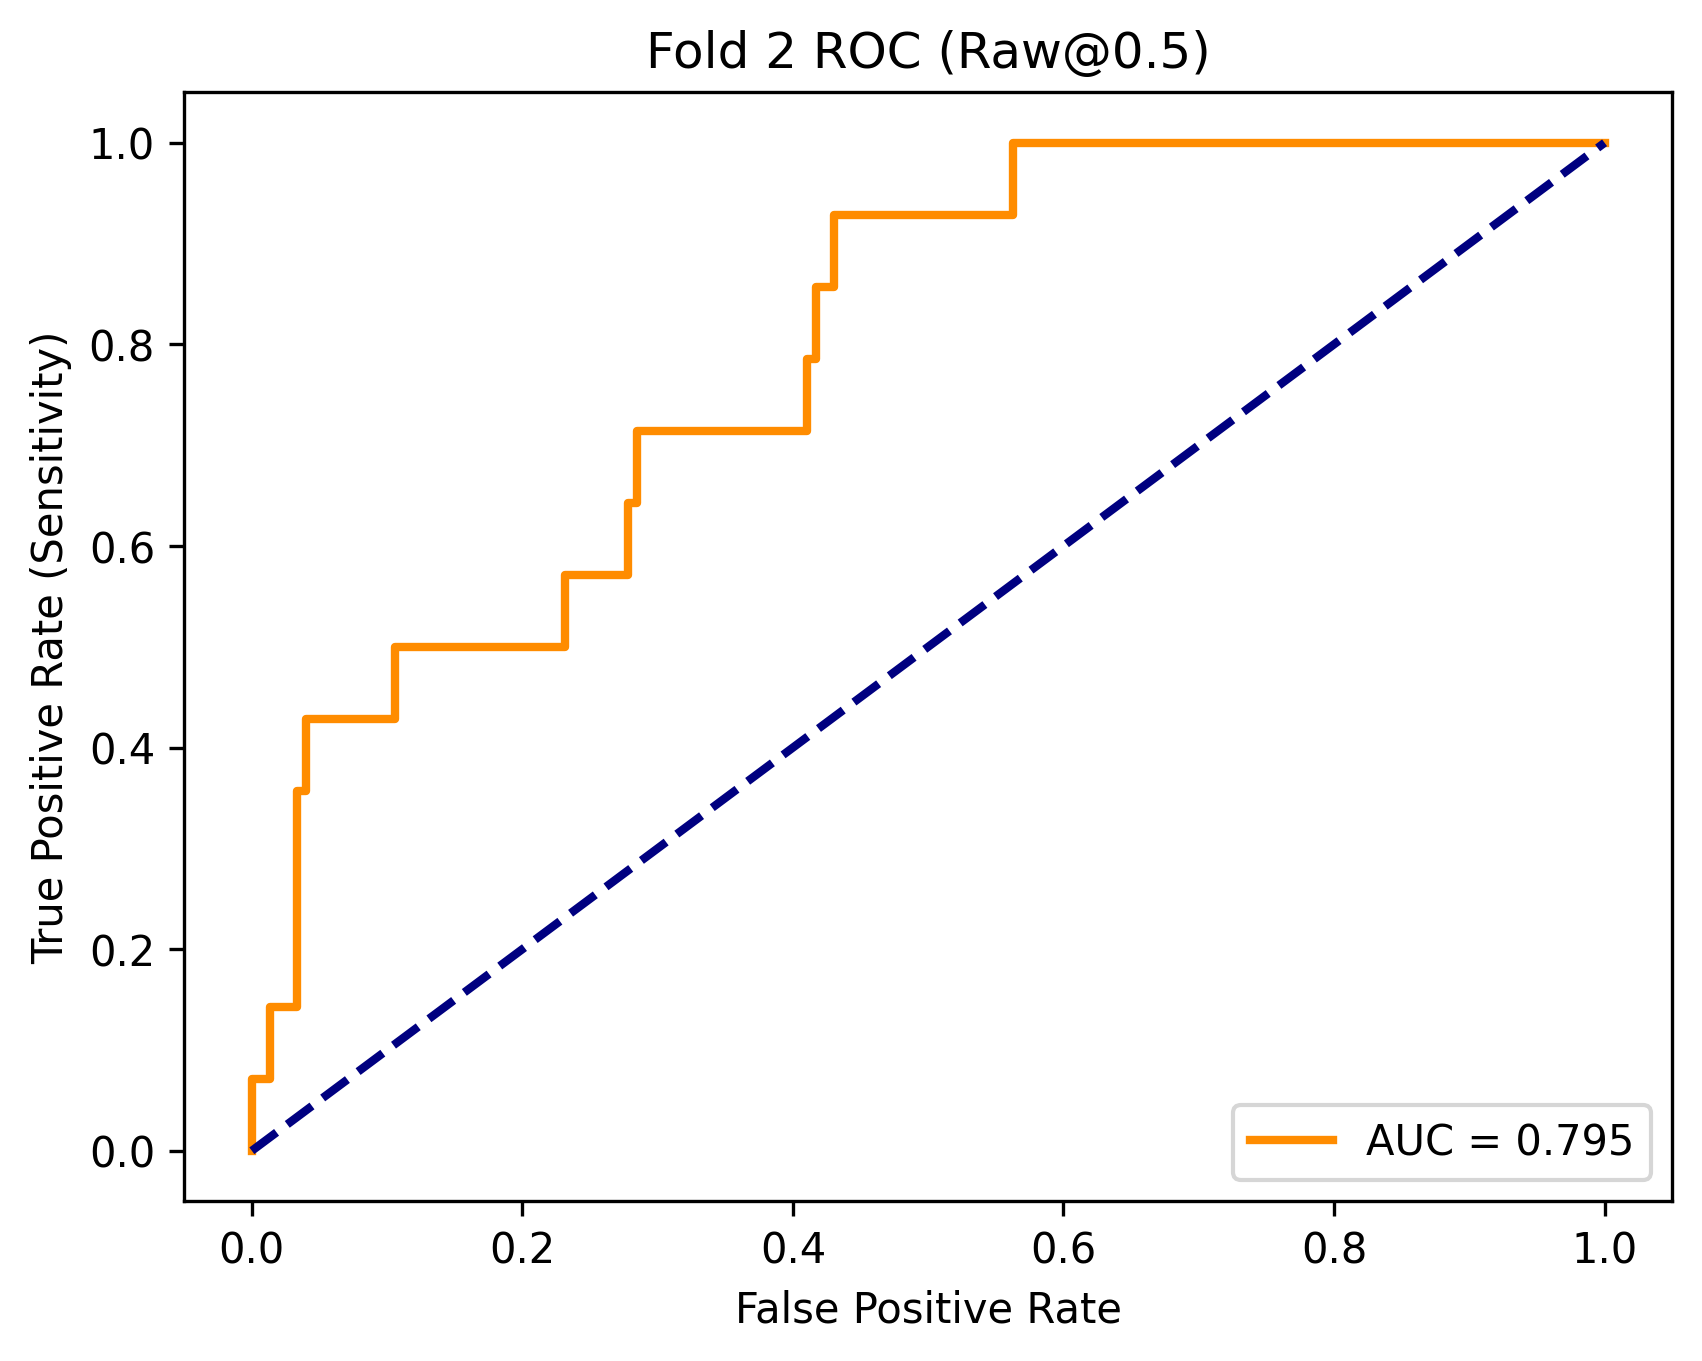 Fold 2 ROC (Raw@0.5)
True Positive Rate (Sensitivity)
1.0
0.8
0.6
0.4
0.2
0.0
AUC = 0.795
0.0 0.2 0.4 0.6 0.8 1.0
False Positive Rate